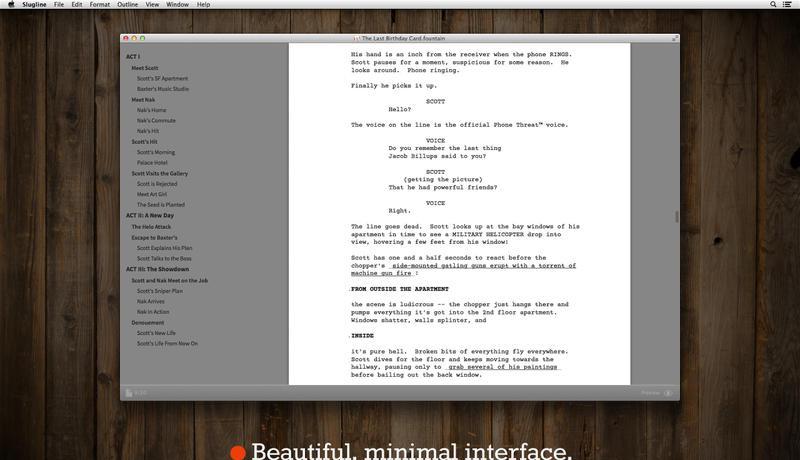 Slugline File Edit Format Outline View Window Help
The Last Birthday Card.fountain
ACT I
Meet Scott
Scott's SF Apartment
Baxter's Music Studio
Meet Nak
Nak's Home
Nak's Commute
Nak's Hit
Scott's Hit
Scott's Morning
Palace Hotel
Scott Visits the Gallery
Scott is Rejected
Meet Art Girl
The Seed is Planted
ACT II: A New Day
The Helo Attack
Escape to Baxter's
Scott Explains His Plan
Scott Talks to the Boss
ACT III: The Showdown
Scott and Nak Meet on the Job
Scott's Sniper Plan
Nak Arrives
Nak in Action
Denouement
Scott's New Life
Scott's Life From Now On
His hand is an inch from the receiver when the phone RINGS.
Scott pauses for a moment, suspicious for some reason. He
looks around. Phone ringing.
Finally he picks it up.
SCOTT
Hello?
The voice on the line is the official Phone Threat™ voice.
VOICE
Do you remember the last thing
Jacob Billups said to you?
SCOTT
(getting the picture)
That he had powerful friends?
VOICE
Right.
The line goes dead. Scott looks up at the bay windows of his
apartment in time to see a MILITARY HELICOPTER drop into
view, hovering a few feet from his window!
Scott has one and a half seconds to react before the
chopper's _side-mounted gatling guns erupt with a torrent of
machine gun fire_:
.FROM OUTSIDE THE APARTMENT
the scene is ludicrous -- the chopper just hangs there and
pumps everything it's got into the 2nd floor apartment.
Windows shatter, walls splinter, and
.INSIDE
it's pure hell. Broken bits of everything fly everywhere.
Scott dives for the floor and keeps moving towards the
hallway, pausing only to _grab several of his paintings_
before bailing out the back window.
Preview
Beautiful, minimal interface.